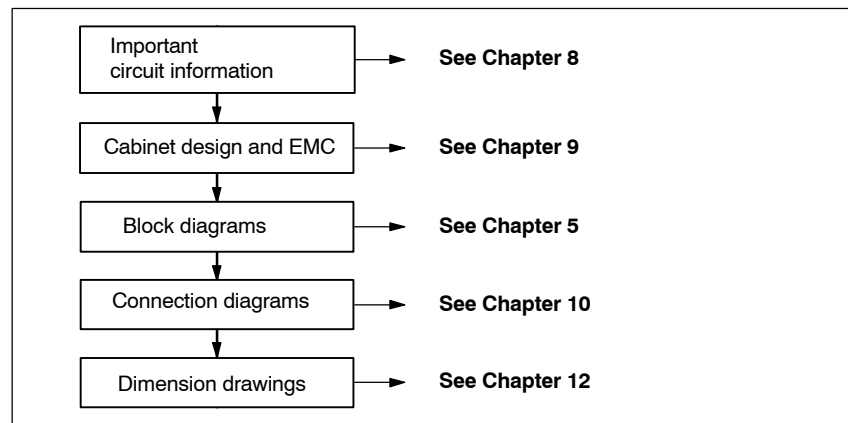 Important
circuit information
See Chapter 8
Cabinet design and EMC
See Chapter 9
Block diagrams
See Chapter 5
Connection diagrams
See Chapter 10
Dimension drawings
See Chapter 12